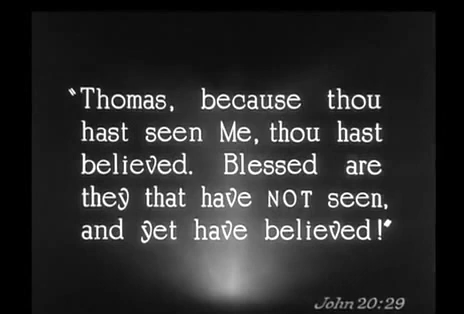 "Thomas, because thou
hast seen Me, thou hast
believed. Blessed are
they that have NOT seen,
and yet have believed!"
John 20:29